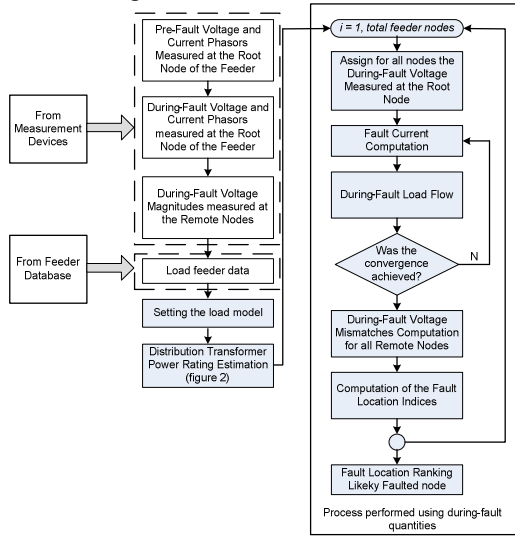 Pre-Fault Voltage and
Current Phasors
Measured at the Root
Node of the Feeder
From
Measurement
Devices
During-Fault Voltage and
Current Phasors
measured at the Root
Node of the Feeder
During-Fault Voltage
Magnitudes measured at
the Remote Nodes
From Feeder
Database
Load feeder data
Setting the load model
Distribution Transformer
Power Rating Estimation
(figure 2)
i = 1, total feeder nodes
Assign for all nodes the
During-Fault Voltage
Measured at the Root
Node
Fault Current
Computation
During-Fault Load Flow
Was the
convergence
achieved?
N
During-Fault Voltage
Mismatches Computation
for all Remote Nodes
Computation of the Fault
Location Indices
Fault Location Ranking
Likeky Faulted node
Process performed using during-fault
quantities